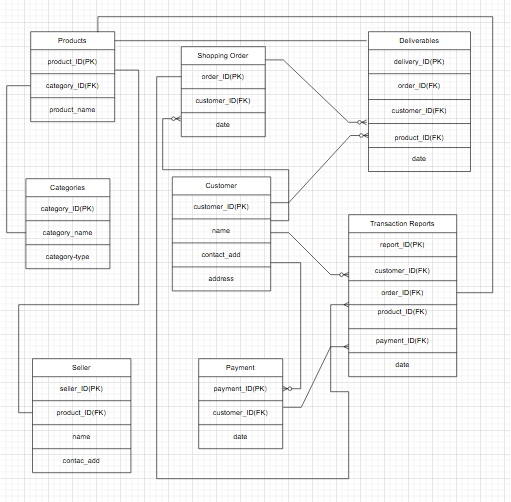 Products
product_ID(PK)
category_ID(FK)
product_name
Shopping Order
order_ID(PK)
customer_ID(FK)
date
Deliverables
delivery_ID(PK)
order_ID(FK)
customer_ID(FK)
product_ID(FK)
date
Categories
category_ID(PK)
category_name
category-type
Customer
customer_ID(PK)
name
contact_add
address
Transaction Reports
report_ID(PK)
customer_ID(FK)
order_ID(FK)
product_ID(FK)
payment_ID(FK)
date
Seller
seller_ID(PK)
product_ID(FK)
name
contac_add
Payment
payment_ID(PK)
customer_ID(FK)
date